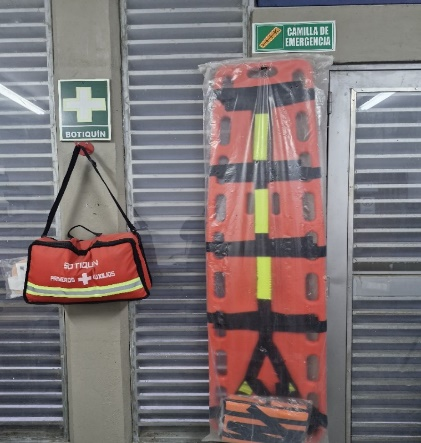 CAMILLA DE
EMERGENCIA
BOTIQUÍN
BOTIQUIN
PRIMEROS AUXILIOS